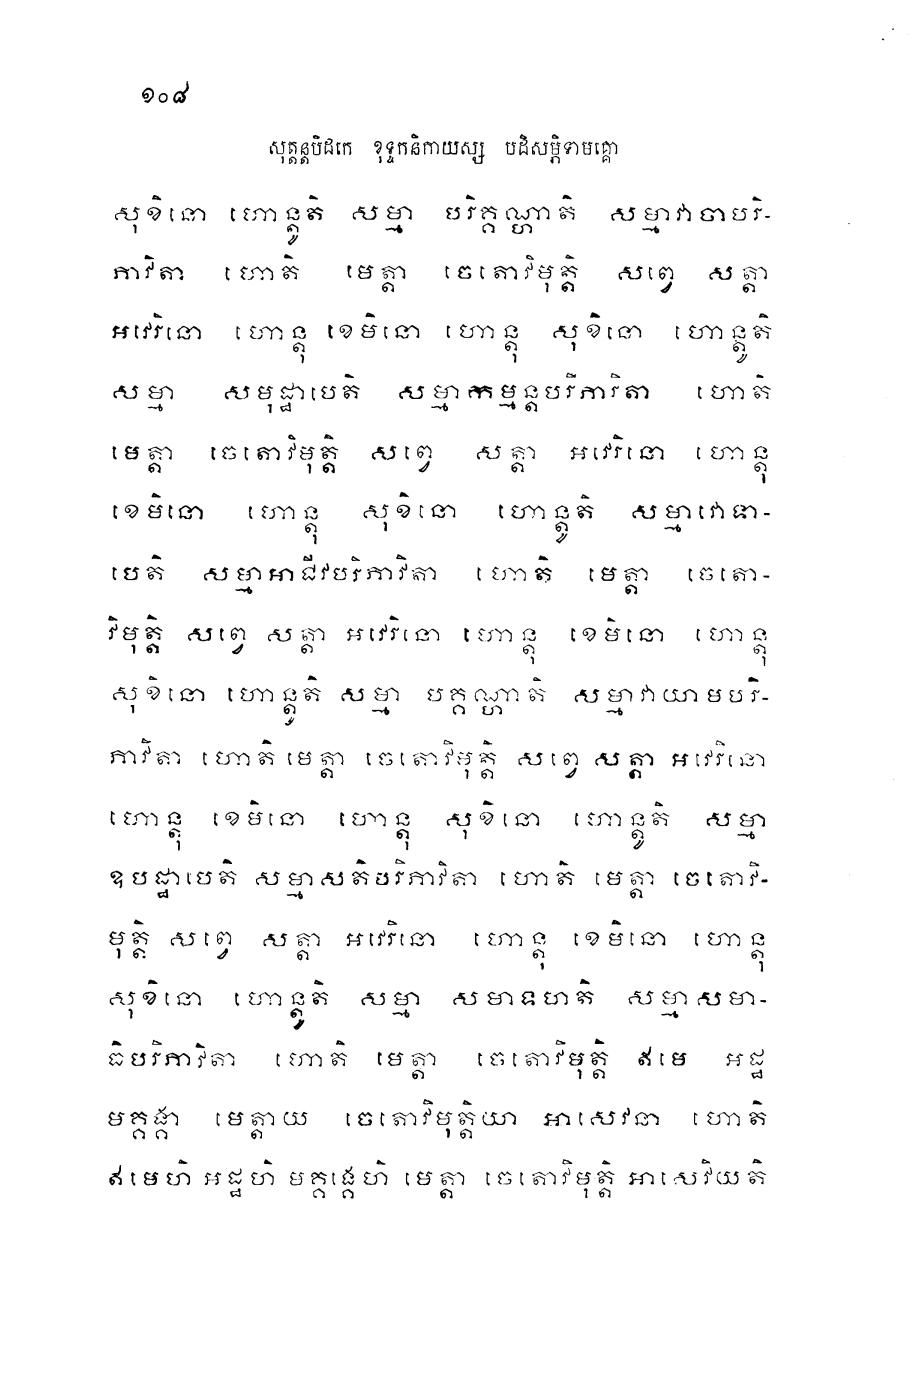 ១០៨
សុត្តន្តបិដកេ ខុទ្ទកនិកាយស្ស បដិសម្ភិទាមគ្គោ
សុខិនោ ហោន្តូតិ សម្មា បរិគ្គណ្ហាតិ សម្មាវាចាបរិ-
ភាវិតា ហោតិ មេត្តា ចេតោវិមុត្តិ សព្វេ សត្តា
អវេរិនោ ហោន្តុ ខេមិនោ ហោន្តុ សុខិនោ ហោន្តូតិ
សម្មា សមុដ្ឋាបេតិ សម្មាកម្មន្តបរិភាវិតា ហោតិ
មេត្តា ចេតោវិមុត្តិ សព្វេ សត្តា អវេរិនោ ហោន្តុ
ខេមិនោ ហោន្តុ សុខិនោ ហោន្តូតិ សម្មាវោធា-
បេតិ សម្មាអាជីវបរិភាវិតា ហោតិ មេត្តា ចេតោ-
វិមុត្តិ សព្វេ សត្តា អវេរិនោ ហោន្តុ ខេមិនោ ហោន្តុ
សុខិនោ ហោន្តូតិ សម្មា បគ្គណ្ហាតិ សម្មាវាយាមបរិ-
ភាវិតា ហោតិ មេត្តា ចេតោវិមុត្តិ សព្វេ សត្តា អវេរិនោ
ហោន្តុ ខេមិនោ ហោន្តុ សុខិនោ ហោន្តូតិ សម្មា
ឧបដ្ឋាបេតិ សម្មាសតិបរិភាវិតា ហោតិ មេត្តា ចេតោវិ-
មុត្តិ សព្វេ សត្តា អវេរិនោ ហោន្តុ ខេមិនោ ហោន្តុ
សុខិនោ ហោន្តូតិ សម្មា សមាទហតិ សម្មាសមា-
ធិបរិភាវិតា ហោតិ មេត្តា ចេតោវិមុត្តិ ឥមេ អដ្ឋ
មគ្គង្គា មេត្តាយ ចេតោវិមុត្តិយា អាសេវនា ហោតិ
ឥមេហិ អដ្ឋហិ មគ្គង្គេហិ មេត្តា ចេតោវិមុត្តិ អាសេវិយតិ